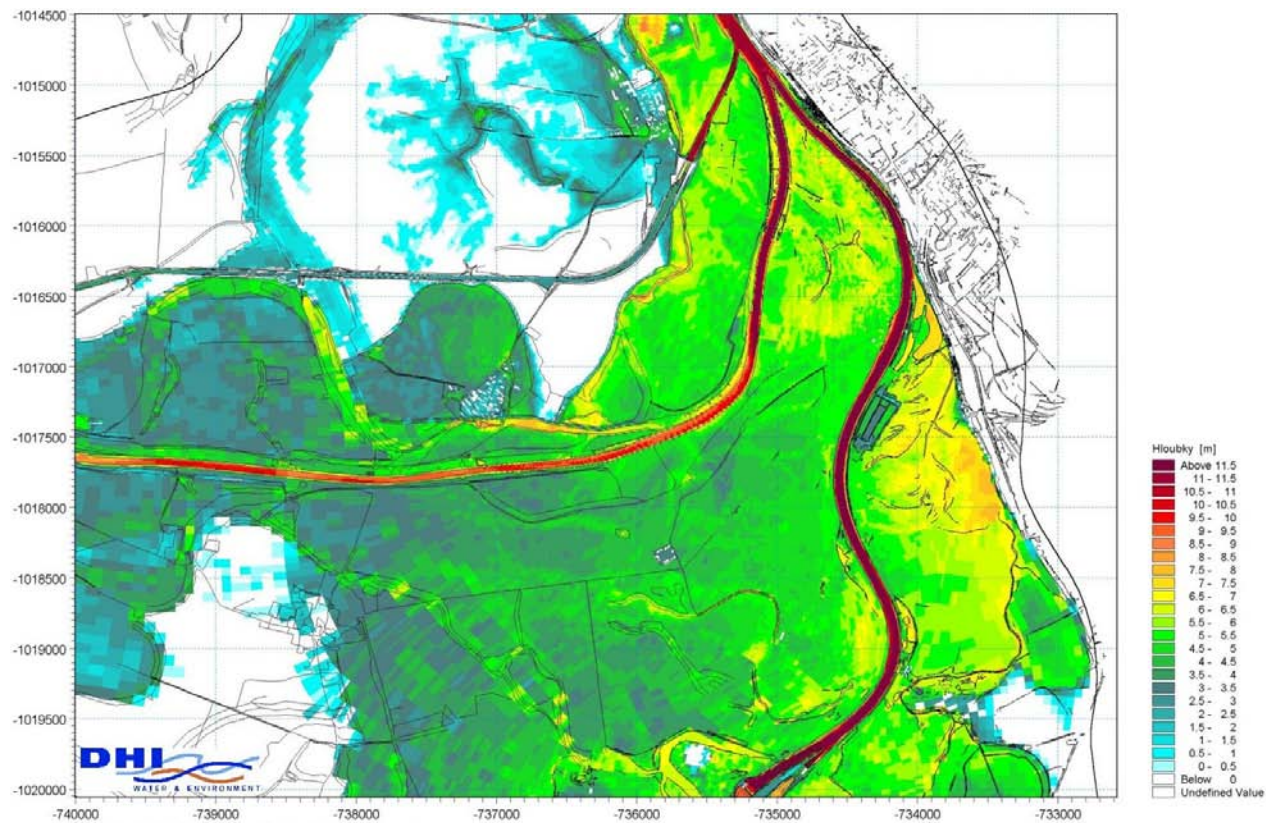 -1014500
-1015000
-1015500
-1016000
-1016500
-1017000
-1017500
-1018000
-1018500
-1019000
-1019500
-1020000
DHI
WATER & ENVIRONMENT
-740000 -739000 -738000 -737000 -736000 -735000 -734000 -733000
Hloubky [m]
Above 11.5
11 - 11.5
10.5 - 11
10 - 10.5
9.5 - 10
9 - 9.5
8.5 - 9
8 - 8.5
7.5 - 8
7 - 7.5
6.5 - 7
6 - 6.5
5.5 - 6
5 - 5.5
4.5 - 5
4 - 4.5
3.5 - 4
3 - 3.5
2.5 - 3
2 - 2.5
1.5 - 2
1 - 1.5
0.5 - 1
0 - 0.5
Below 0
Undefined Value